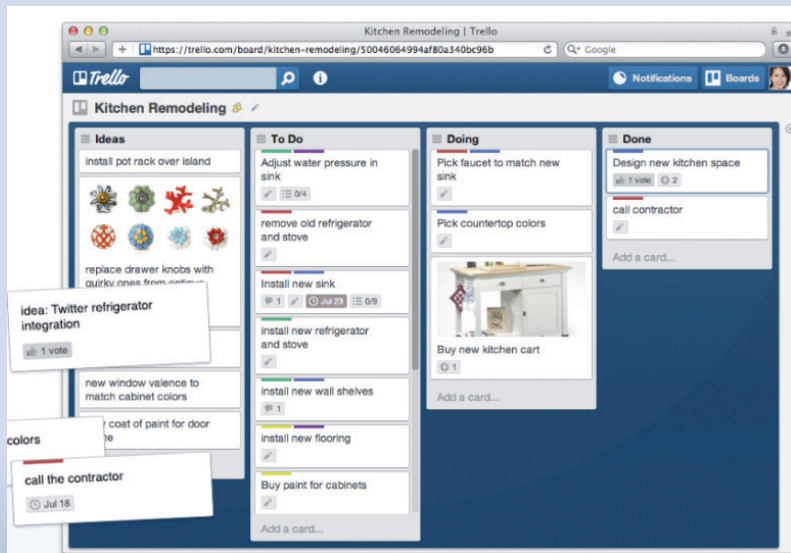 Kitchen Remodeling | Trello
https://trello.com/board/kitchen-remodeling/50046064994af80a340bc96b
Google
Trello
Notifications
Boards
Kitchen Remodeling
Ideas
install pot rack over island
replace drawer knobs with
quirky ones from antique
idea: Twitter refrigerator
integration
1 vote
new window valence to
match cabinet colors
coat of paint for door
colors
call the contractor
Jul 18
To Do
Adjust water pressure in
sink
0/4
remove old refrigerator
and stove
Install new sink
1
Jul 23
0/9
install new refrigerator
and stove
install new wall shelves
1
install new flooring
Buy paint for cabinets
Add a card...
Doing
Pick faucet to match new
sink
Pick countertop colors
Buy new kitchen cart
1
Add a card...
Done
Design new kitchen space
1 vote
2
call contractor
Add a card...